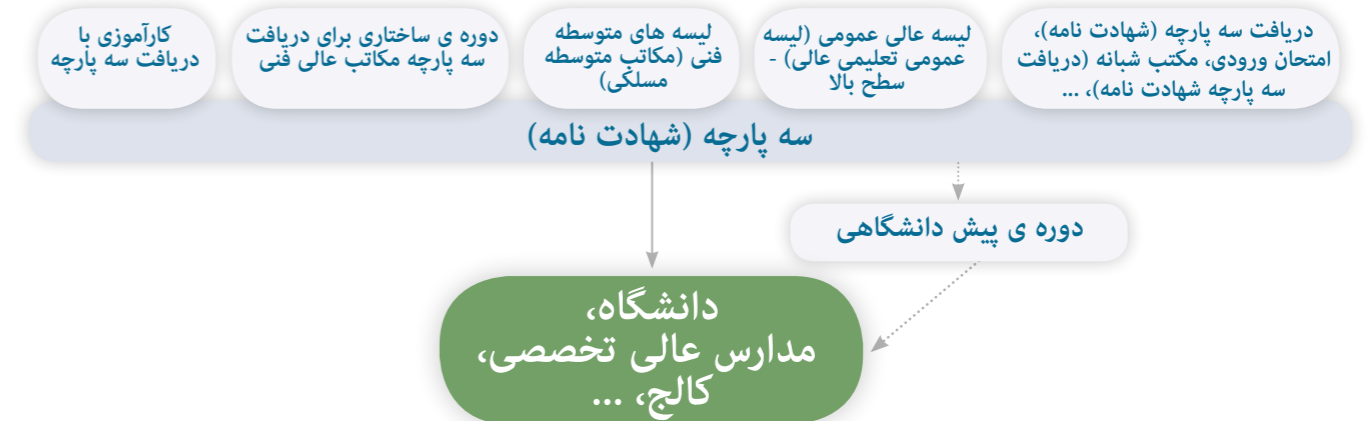 دریافت سه پارچه (شهادت نامه)،
امتحان ورودی، مکتب شبانه (دریافت
سه پارچه شهادت نامه)، ...
لیسه عالی عمومی (لیسه
عمومی تعلیمی عالی) -
سطح بالا
لیسه های متوسطه
فنی (مکاتب متوسطه
مسلکی)
دوره ی ساختاری برای دریافت
سه پارچه مکاتب عالی فنی
کارآموزی با
دریافت سه پارچه
سه پارچه (شهادت نامه)
دوره ی پیش دانشگاهی
دانشگاه،
مدارس عالی تخصصی،
کالج، ...